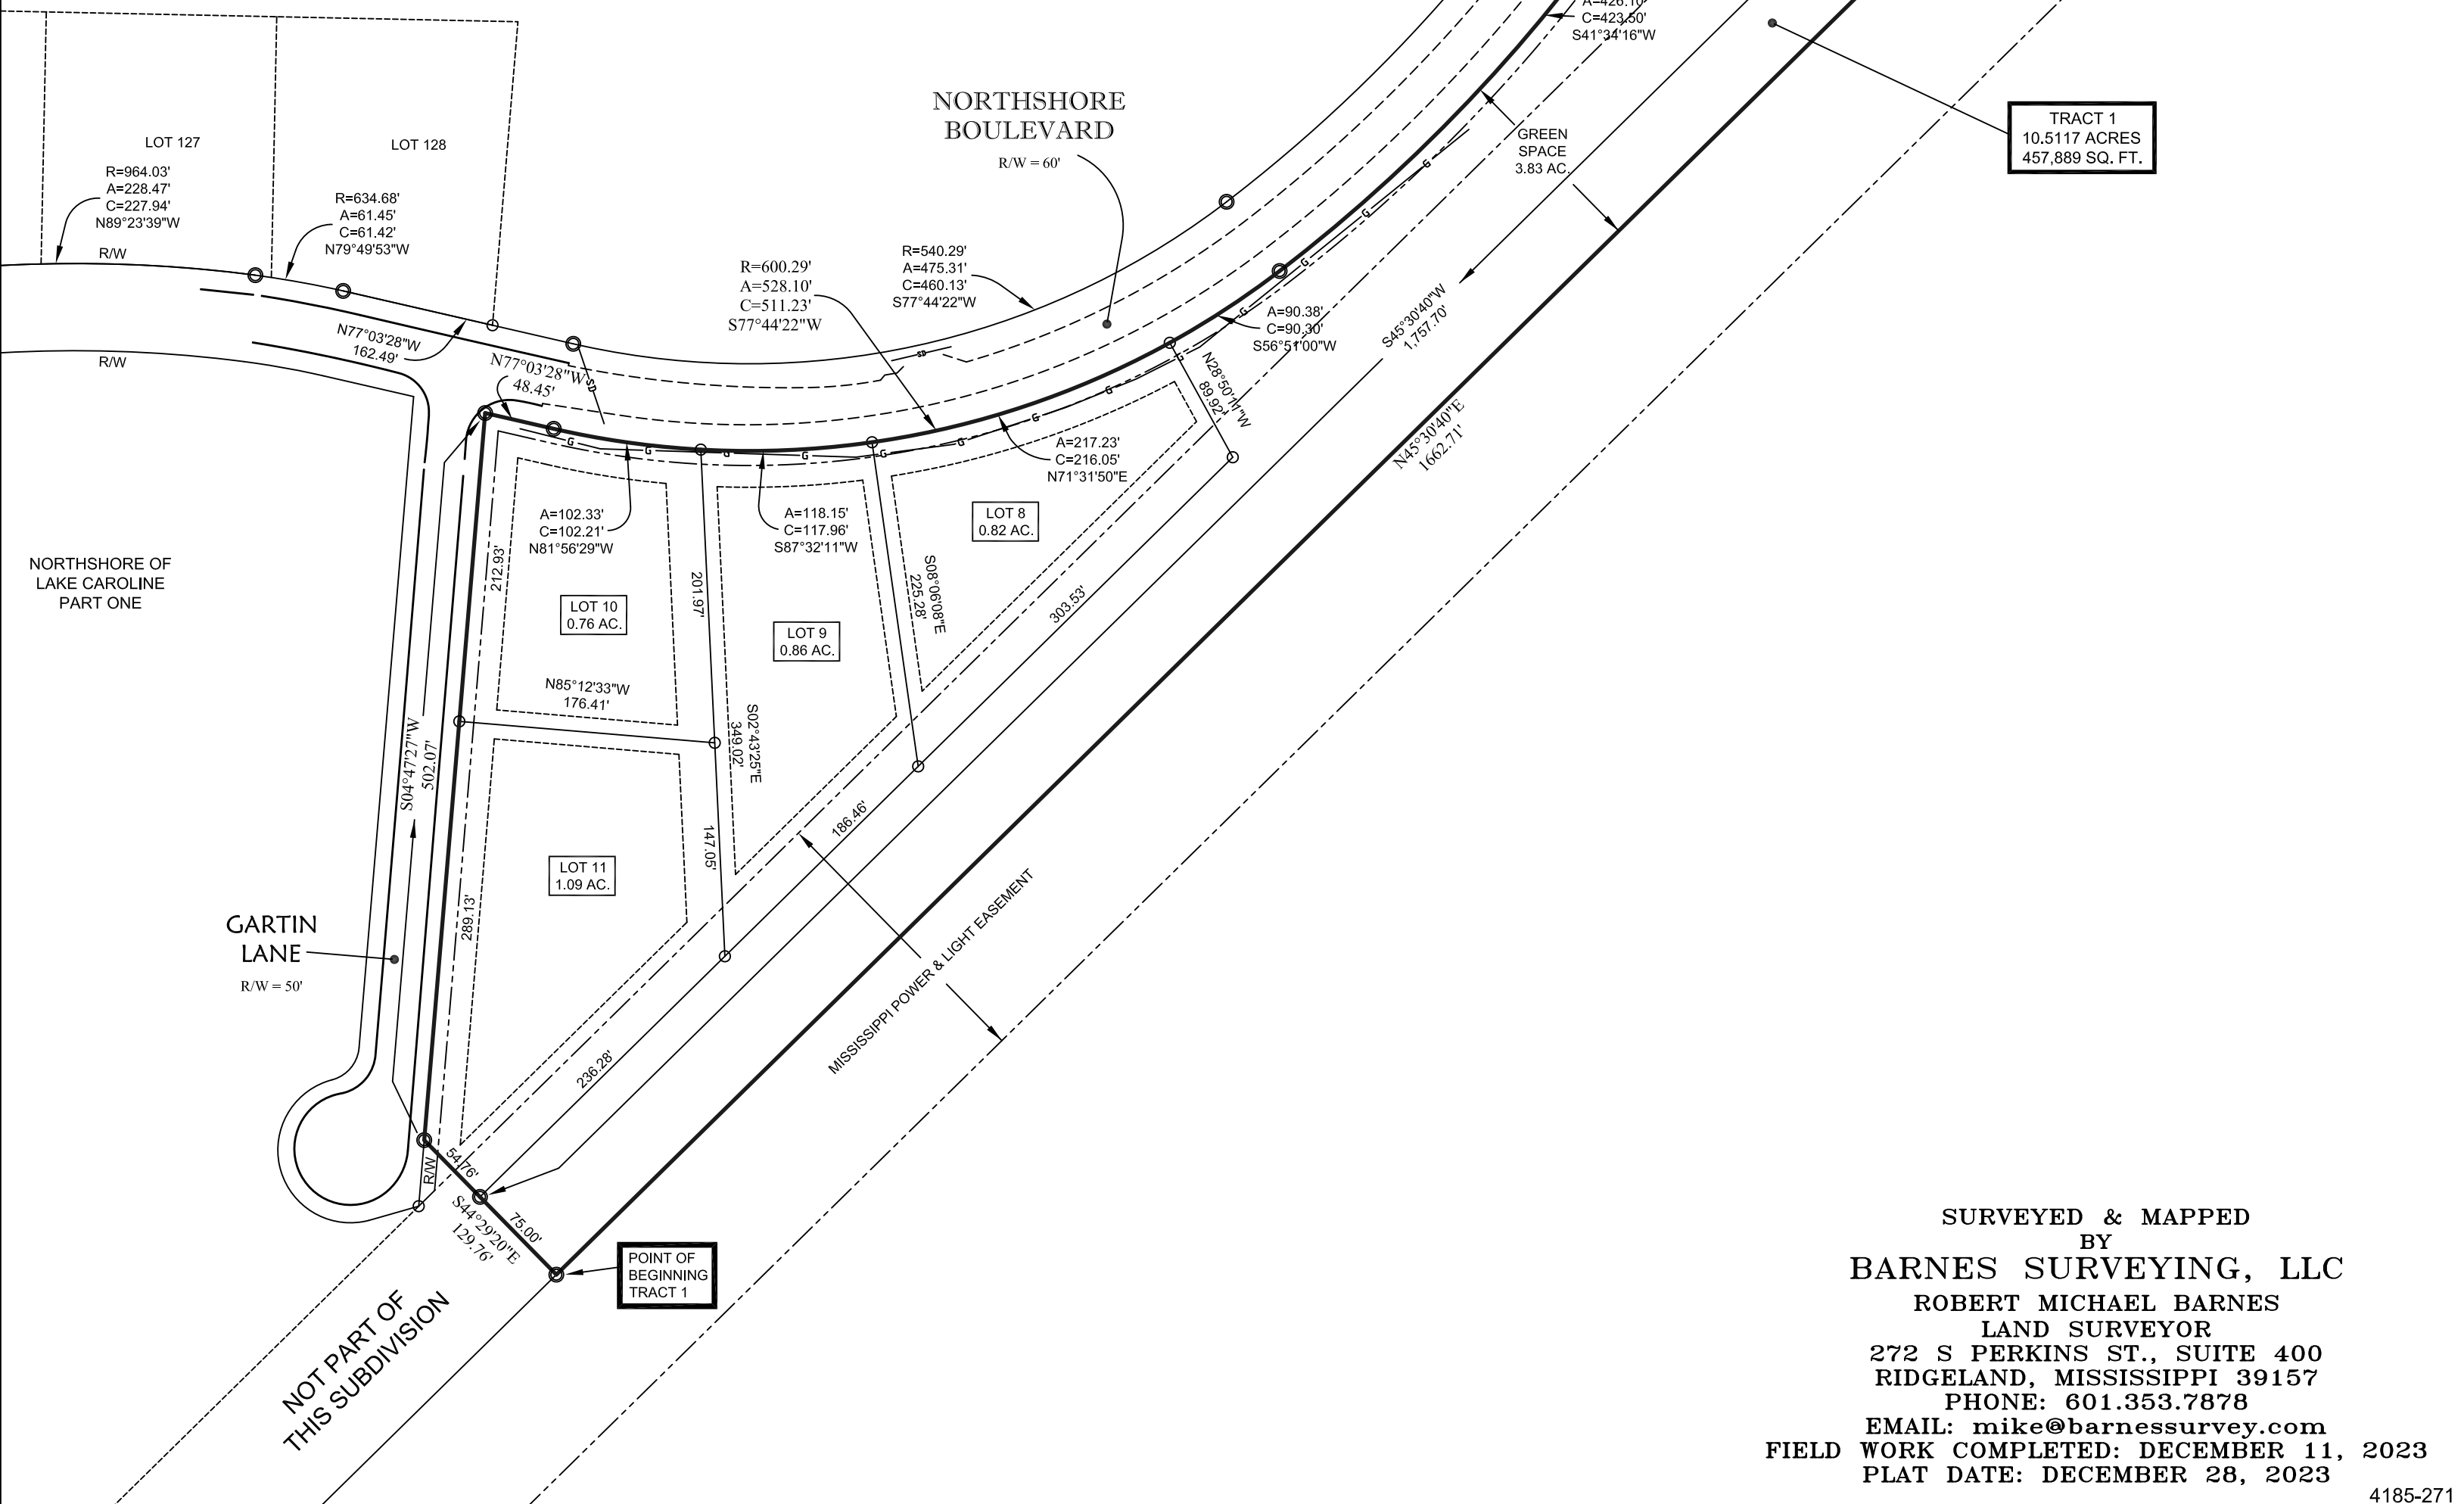 A=426.10'
C=423.50'
S41°34'16"W
NORTHSHORE
BOULEVARD
R/W = 60'
TRACT 1
10.5117 ACRES
457,889 SQ. FT.
GREEN
SPACE
3.83 AC.
LOT 127
LOT 128
R=964.03'
A=228.47'
C=227.94'
N89°23'39"W
R=634.68'
A=61.45'
C=61.42'
N79°49'53"W
R/W
R/W
N77°03'28"W
162.49'
N77°03'28"W
48.45'
SD
SD
R=600.29'
A=528.10'
C=511.23'
S77°44'22"W
R=540.29'
A=475.31'
C=460.13'
S77°44'22"W
A=90.38'
C=90.30'
S56°51'00"W
N28°50'11"W
89.92'
S45°30'40"W
1,757.70'
N45°30'40"E
1662.71'
G
G
G
G
G
G
G
G
G
G
G
G
G
G
A=217.23'
C=216.05'
N71°31'50"E
A=102.33'
C=102.21'
N81°56'29"W
A=118.15'
C=117.96'
S87°32'11"W
LOT 8
0.82 AC.
NORTHSHORE OF
LAKE CAROLINE
PART ONE
212.93'
201.97'
S08°06'08"E
225.28'
303.53'
LOT 10
0.76 AC.
LOT 9
0.86 AC.
N85°12'33"W
176.41'
S02°43'25"E
349.02'
S04°47'27"W
502.07'
186.46'
147.05'
LOT 11
1.09 AC.
289.13'
GARTIN
LANE
R/W = 50'
MISSISSIPPI POWER & LIGHT EASEMENT
236.28'
54.76'
R/W
S44°29'20"E
129.76'
75.00'
POINT OF
BEGINNING
TRACT 1
NOT PART OF
THIS SUBDIVISION
SURVEYED & MAPPED
BY
BARNES SURVEYING, LLC
ROBERT MICHAEL BARNES
LAND SURVEYOR
272 S PERKINS ST., SUITE 400
RIDGELAND, MISSISSIPPI 39157
PHONE: 601.353.7878
EMAIL: mike@barnessurvey.com
FIELD WORK COMPLETED: DECEMBER 11, 2023
PLAT DATE: DECEMBER 28, 2023
4185-271